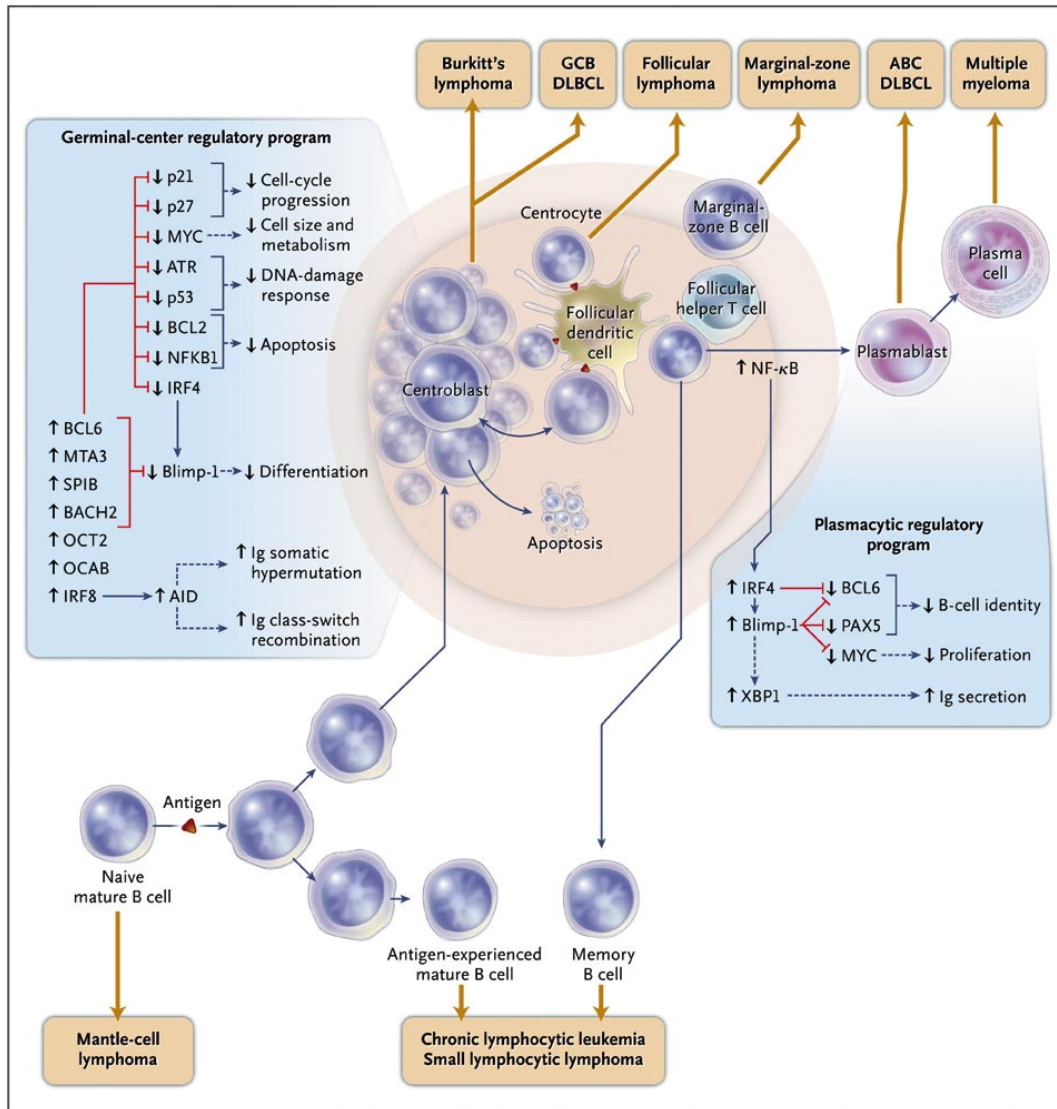 Burkitt's
lymphoma
GCB
DLBCL
Follicular
lymphoma
Marginal-zone
lymphoma
ABC
DLBCL
Multiple
myeloma
Germinal-center regulatory program
↓ p21
↓ p27
↓ Cell-cycle
progression
↓ MYC
↓ Cell size and
metabolism
↓ ATR
↓ p53
↓ DNA-damage
response
↓ BCL2
↓ NFKB1
↓ Apoptosis
↓ IRF4
↑ BCL6
↑ MTA3
↑ SPIB
↑ BACH2
↑ OCT2
↑ OCAB
↑ IRF8
↓ Blimp-1
↓ Differentiation
↑ AID
↑ Ig somatic
hypermutation
↑ Ig class-switch
recombination
Centrocyte
Marginal-
zone B cell
Follicular
helper T cell
Follicular
dendritic
cell
Centroblast
Apoptosis
↑ NF-κB
Plasmablast
Plasma
cell
Plasmacytic regulatory
program
↑ IRF4
↓ BCL6
↑ Blimp-1
↓ PAX5
↓ B-cell identity
↓ MYC
↓ Proliferation
↑ XBP1
↑ Ig secretion
Antigen
Naive
mature B cell
Antigen-experienced
mature B cell
Memory
B cell
Mantle-cell
lymphoma
Chronic lymphocytic leukemia
Small lymphocytic lymphoma